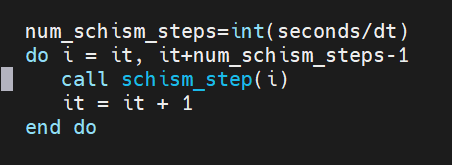 num_schism_steps=int(seconds/dt)
do i = it, it+num_schism_steps-1
call schism_step(i)
it = it + 1
end do